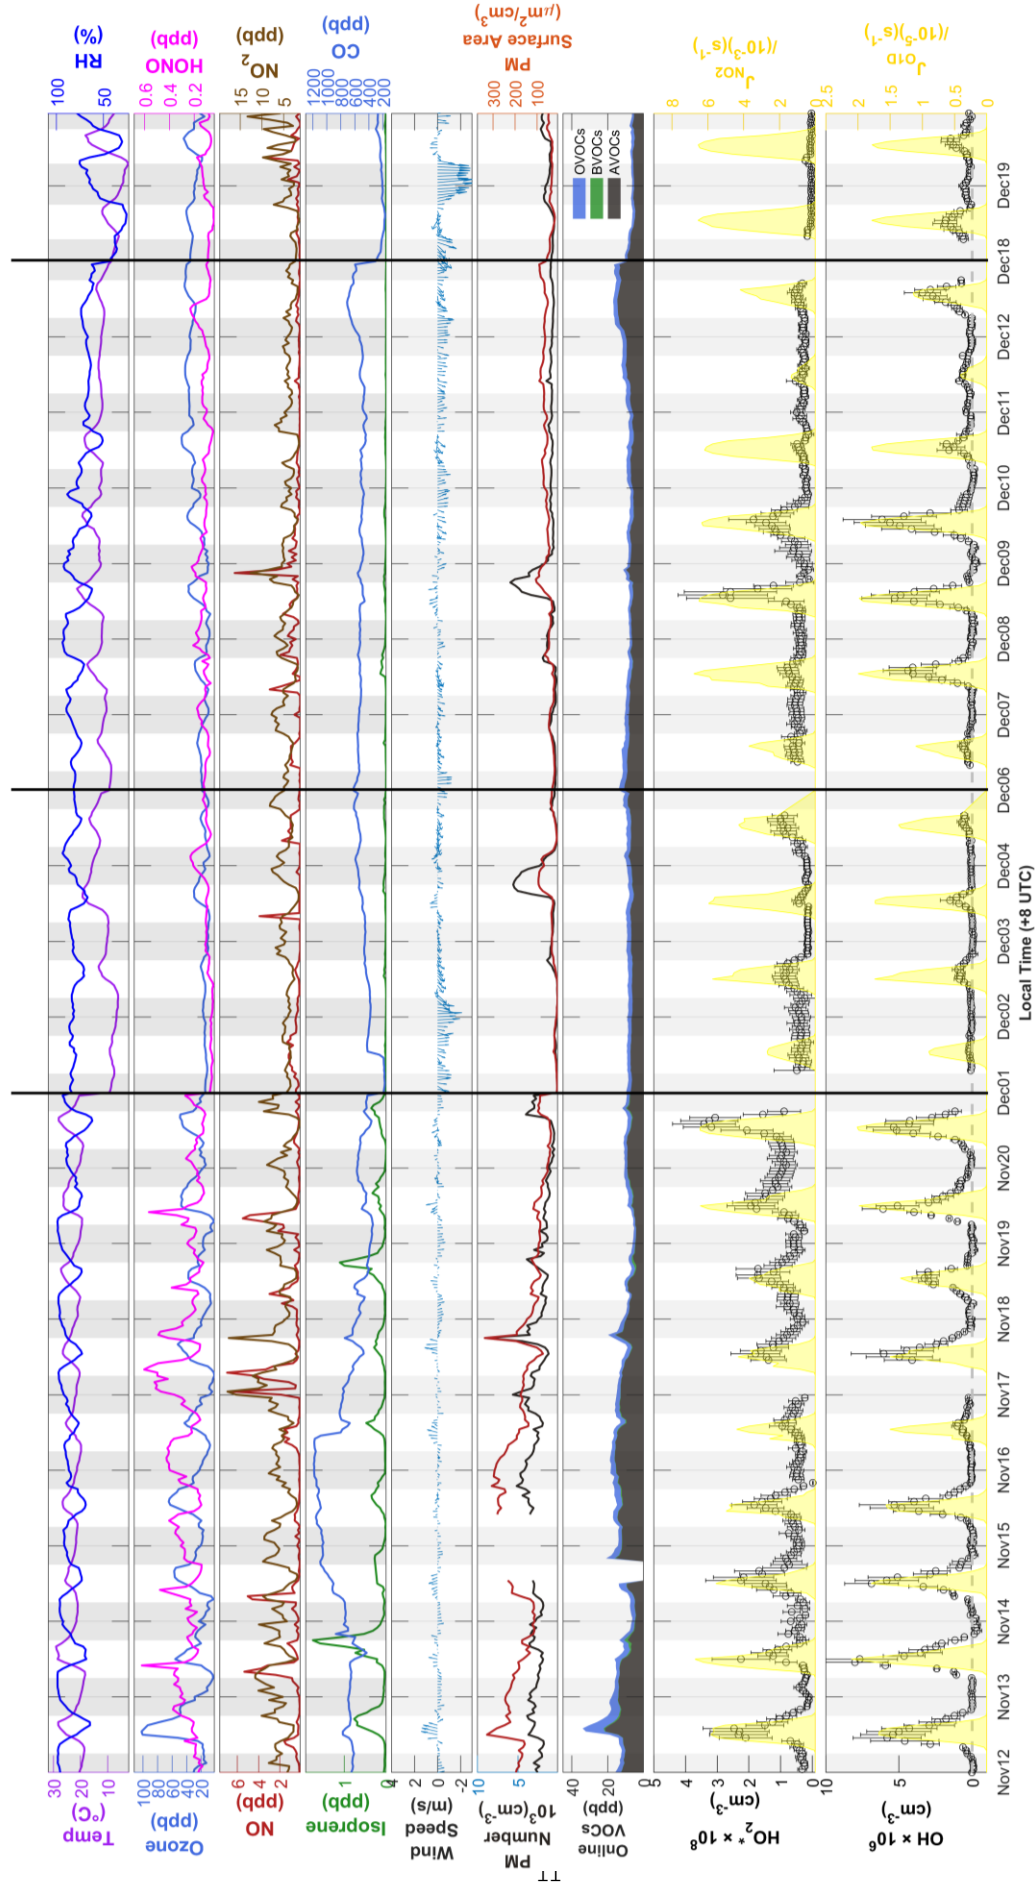 Temp
(°C)
30
20
10
RH
(%)
100
50
Ozone
(ppb)
100
80
60
40
20
HONO
(ppb)
0.6
0.4
0.2
NO
(ppb)
6
4
2
NO2
(ppb)
15
10
5
Isoprene
(ppb)
1
0
CO
(ppb)
1200
1000
800
600
400
200
Wind
Speed
(m/s)
4
2
0
-2
PM
Number
10³(cm⁻³)
10
5
PM
Surface Area
(μm²/cm³)
300
200
100
Online
VOCs
(ppb)
40
20
0
OVOCs
BVOCs
AVOCs
HO2* × 10⁸
(cm⁻³)
5
4
3
2
1
0
JNO2
/(10⁻³)(s⁻¹)
8
6
4
2
0
OH × 10⁶
(cm⁻³)
10
5
0
JO1D
/(10⁻⁵)(s⁻¹)
2.5
2
1.5
1
0.5
0
Nov12 Nov13 Nov14 Nov15 Nov16 Nov17 Nov18 Nov19 Nov20 Dec01 Dec02 Dec03 Dec04 Dec06 Dec07 Dec08 Dec09 Dec10 Dec11 Dec12 Dec18 Dec19
Local Time (+8 UTC)